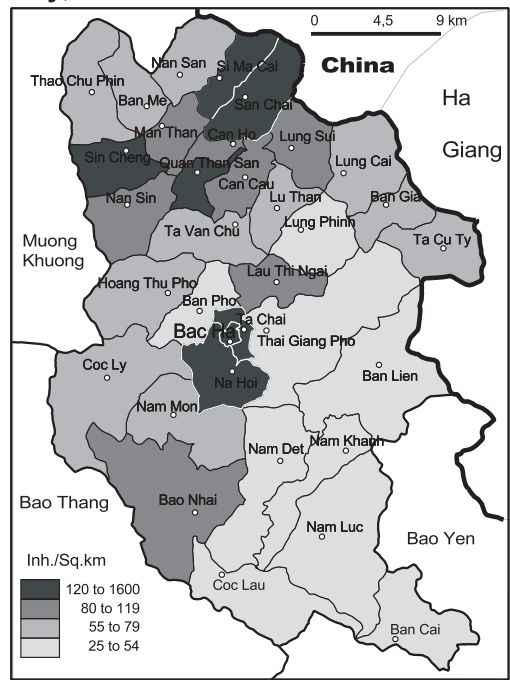 0 4,5 9 km
China
Ha
Giang
Nan San
Si Ma Cai
Thao Chu Phin
Ban Me
San Chai
Man Than
Can Ho
Lung Sui
Sin Cheng
Quan Than San
Lung Cai
Can Cau
Nan Sin
Lu Than
Ban Gia
Ta Van Chu
Lung Phinh
Ta Cu Ty
Muong
Khuong
Lau Thi Ngai
Hoang Thu Pho
Ban Pho
Ta Chai
Bac Ha
Thai Giang Pho
Coc Ly
Ban Lien
Na Hoi
Nam Mon
Nam Khanh
Nam Det
Bao Thang
Bao Nhai
Nam Luc
Bao Yen
Inh./Sq.km
120 to 1600
80 to 119
55 to 79
25 to 54
Coc Lau
Ban Cai